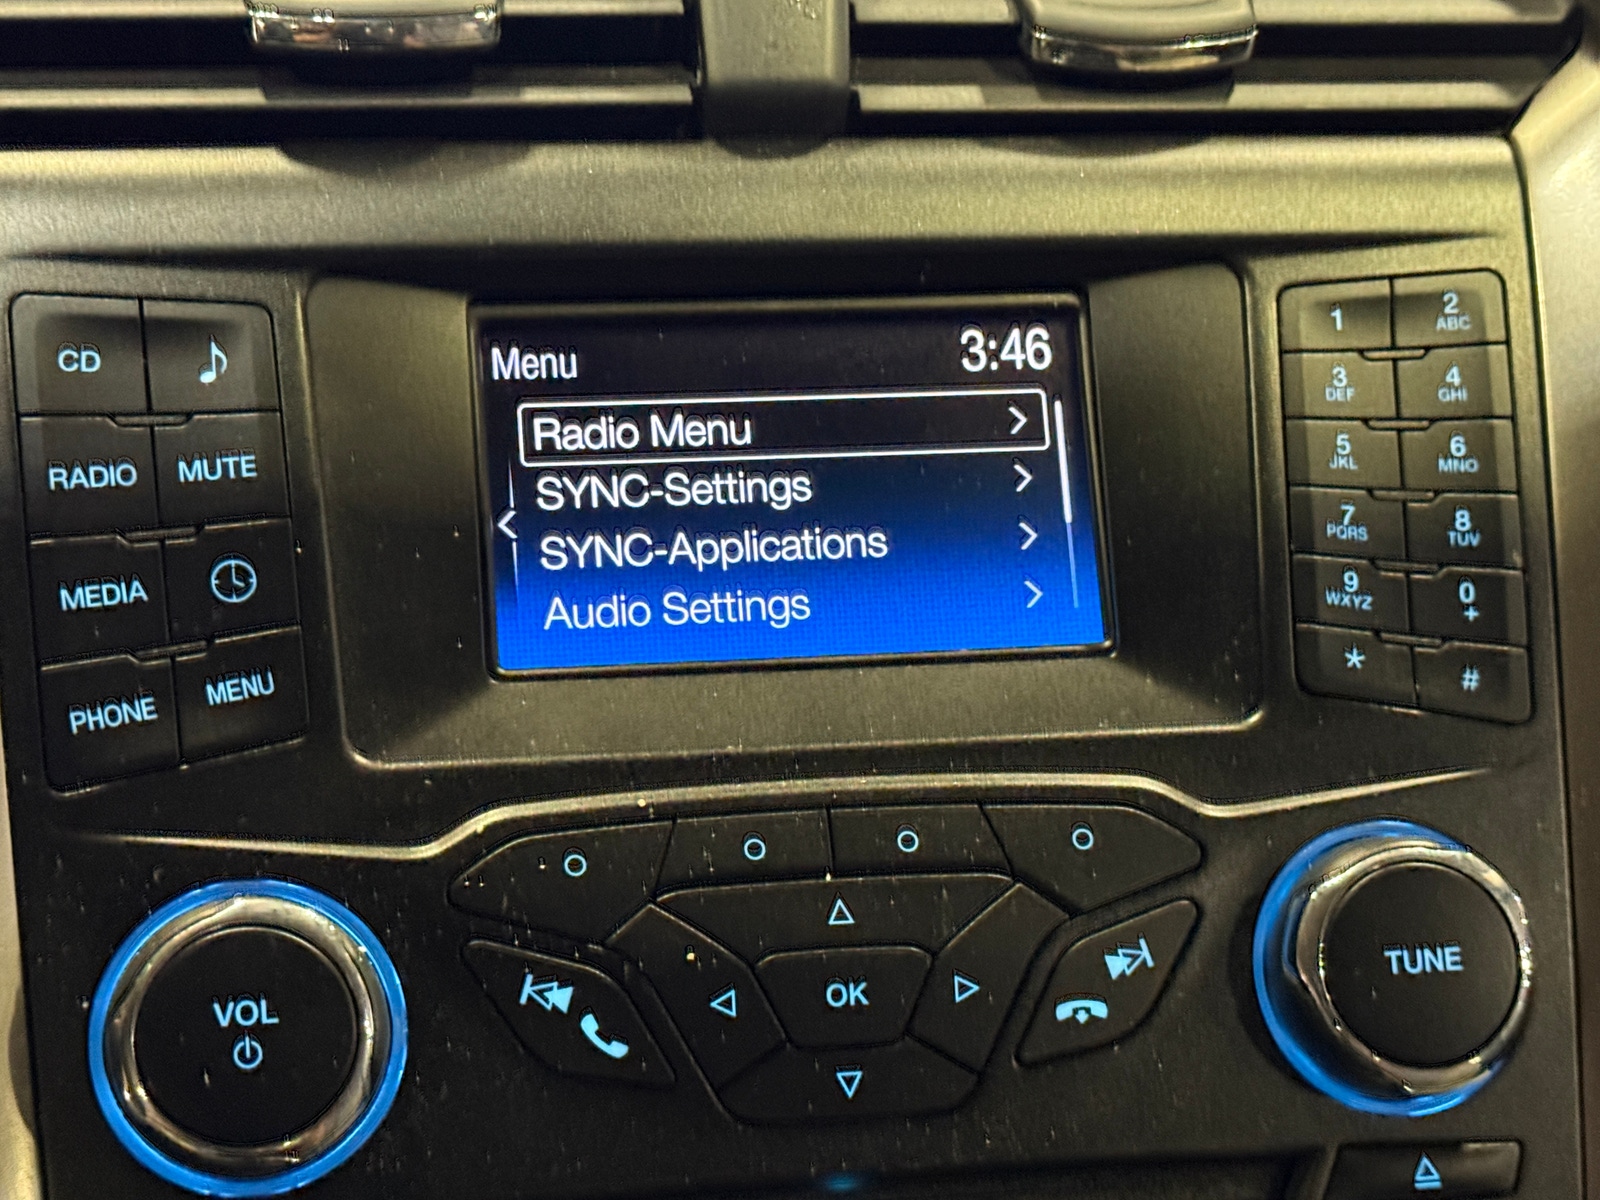 Menu 3:46
Radio Menu
SYNC-Settings
SYNC-Applications
Audio Settings
CD
RADIO MUTE
MEDIA
PHONE MENU
1 2 ABC
3 DEF 4 GHI
5 JKL 6 MNO
7 PQRS 8 TUV
9 WXYZ 0 +
* #
VOL
OK
TUNE